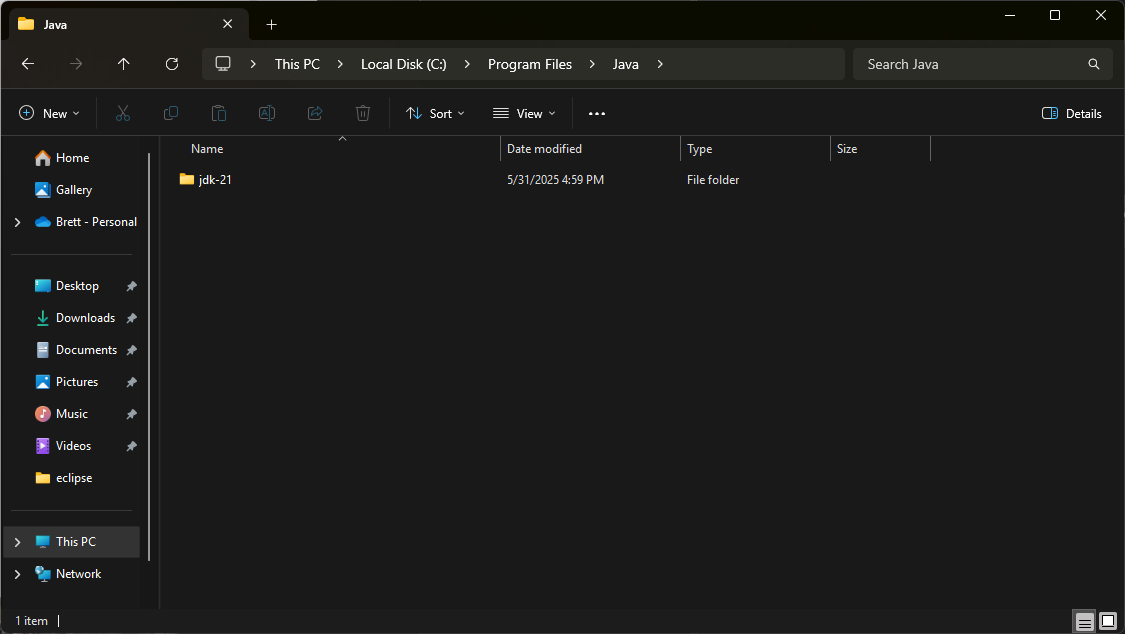 Java
This PC Local Disk (C:) Program Files Java Search Java
New Sort View Details
Name Date modified Type Size
jdk-21 5/31/2025 4:59 PM File folder
Home
Gallery
Brett - Personal
Desktop
Downloads
Documents
Pictures
Music
Videos
eclipse
This PC
Network
1 item